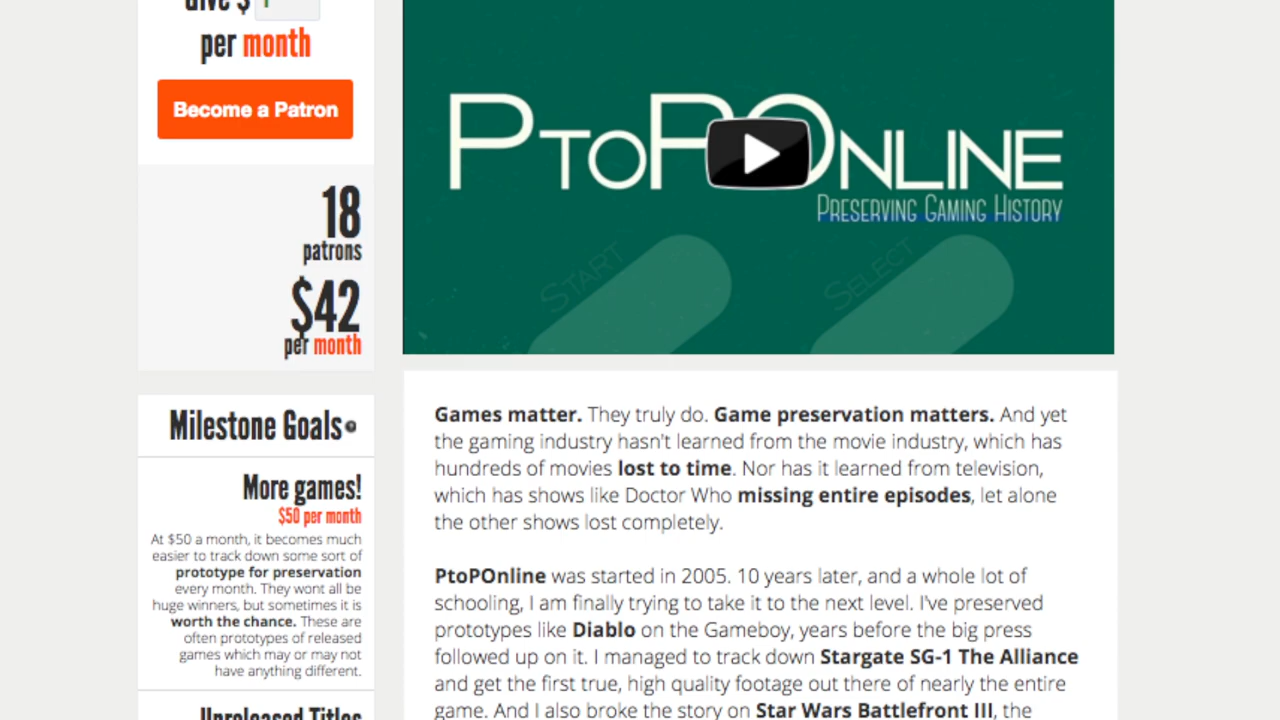 Give $
per month
Become a Patron
18
patrons
$42
per month
Milestone Goals
More games!
$50 per month
At $50 a month, it becomes much
easier to track down some sort of
prototype for preservation
every month. They wont all be
huge winners, but sometimes it is
worth the chance. These are
often prototypes of released
games which may or may not
have anything different.
Unreleased Titles
PtoPOnline
Preserving Gaming History
Start
Select
Games matter. They truly do. Game preservation matters. And yet
the gaming industry hasn't learned from the movie industry, which has
hundreds of movies lost to time. Nor has it learned from television,
which has shows like Doctor Who missing entire episodes, let alone
the other shows lost completely.
PtoPOnline was started in 2005. 10 years later, and a whole lot of
schooling, I am finally trying to take it to the next level. I've preserved
prototypes like Diablo on the Gameboy, years before the big press
followed up on it. I managed to track down Stargate SG-1 The Alliance
and get the first true, high quality footage out there of nearly the entire
game. And I also broke the story on Star Wars Battlefront III, the